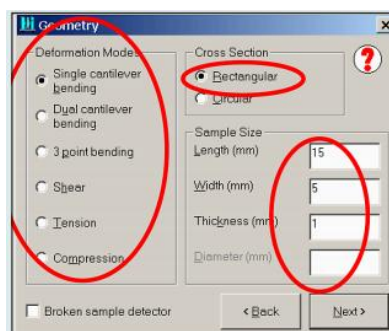 Geometry
Deformation Modes
Single cantilever
bending
Dual cantilever
bending
3 point bending
Shear
Tension
Compression
Cross Section
Rectangular
Circular
?
Sample Size
Length (mm) 15
Width (mm) 5
Thickness (mm) 1
Diameter (mm)
Broken sample detector
< Back
Next >